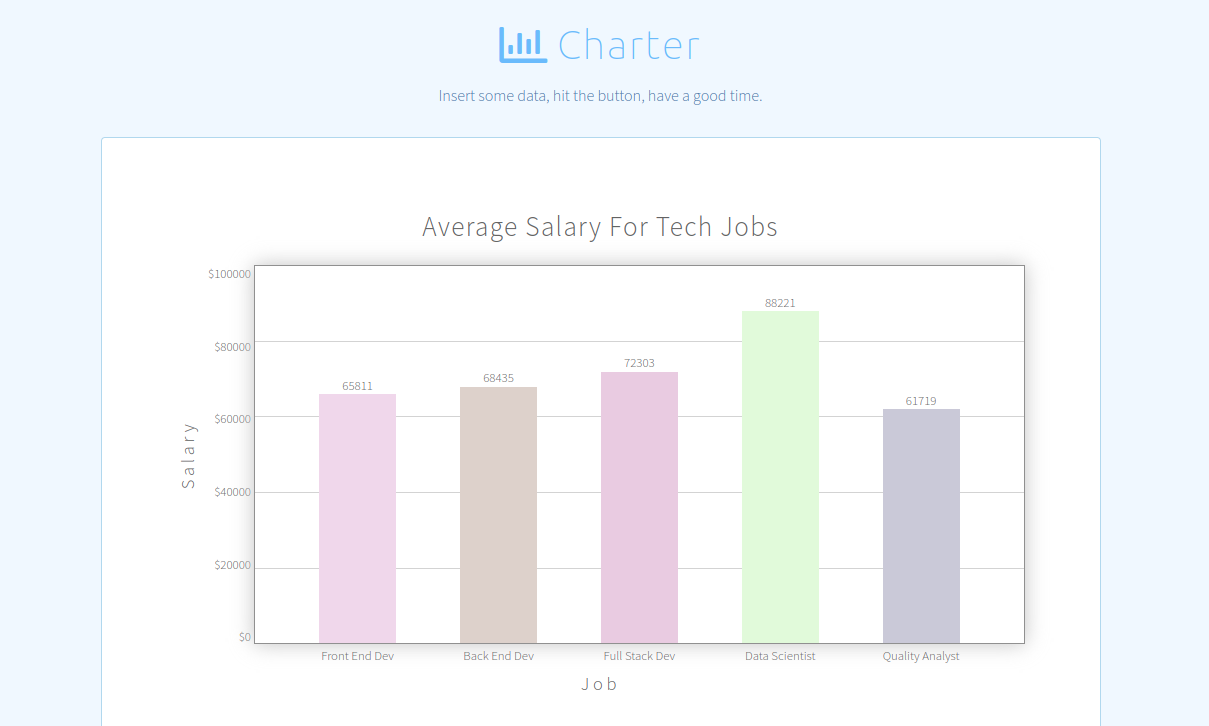 Charter
Insert some data, hit the button, have a good time.
Average Salary For Tech Jobs
$100000
$80000
$60000
$40000
$20000
$0
Salary
65811
68435
72303
88221
61719
Front End Dev
Back End Dev
Full Stack Dev
Data Scientist
Quality Analyst
Job